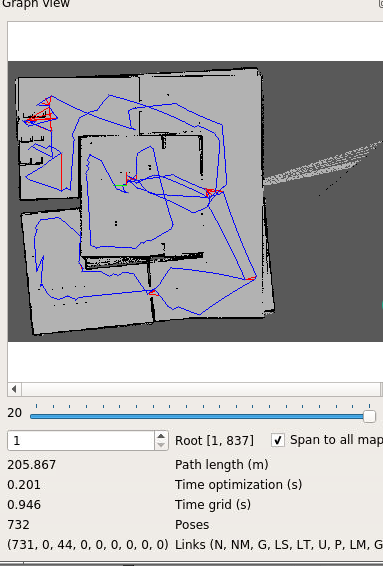 Graph view
20
1 Root [1, 837] Span to all map
205.867 Path length (m)
0.201 Time optimization (s)
0.946 Time grid (s)
732 Poses
(731, 0, 44, 0, 0, 0, 0, 0, 0) Links (N, NM, G, LS, LT, U, P, LM, G